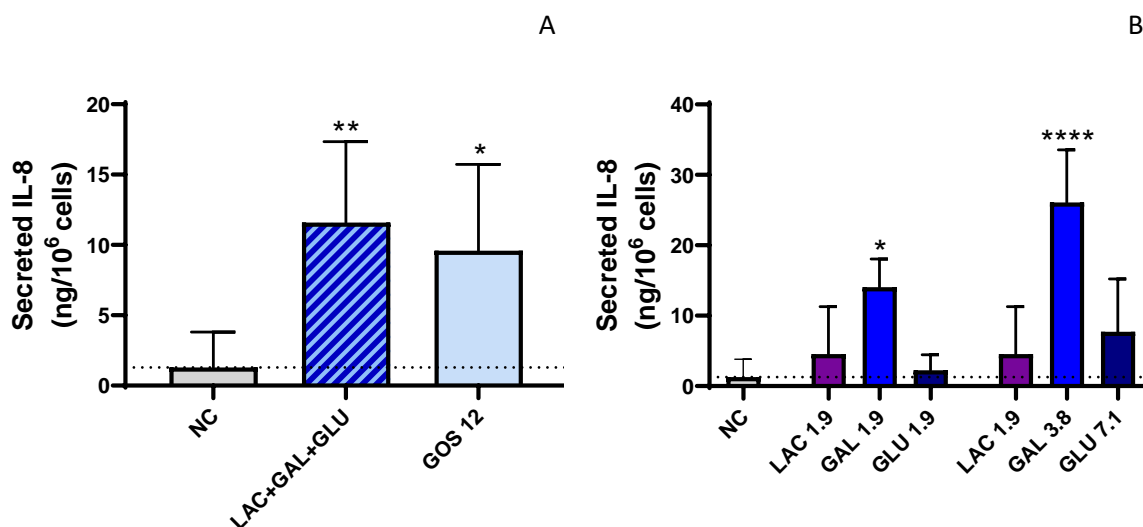 A
Secreted IL-8
(ng/10⁶ cells)
20
15
10
5
0
**
*
NC
LAC+GAL+GLU
GOS 12
B
Secreted IL-8
(ng/10⁶ cells)
40
30
20
10
0
*
****
NC
LAC 1.9
GAL 1.9
GLU 1.9
LAC 1.9
GAL 3.8
GLU 7.1